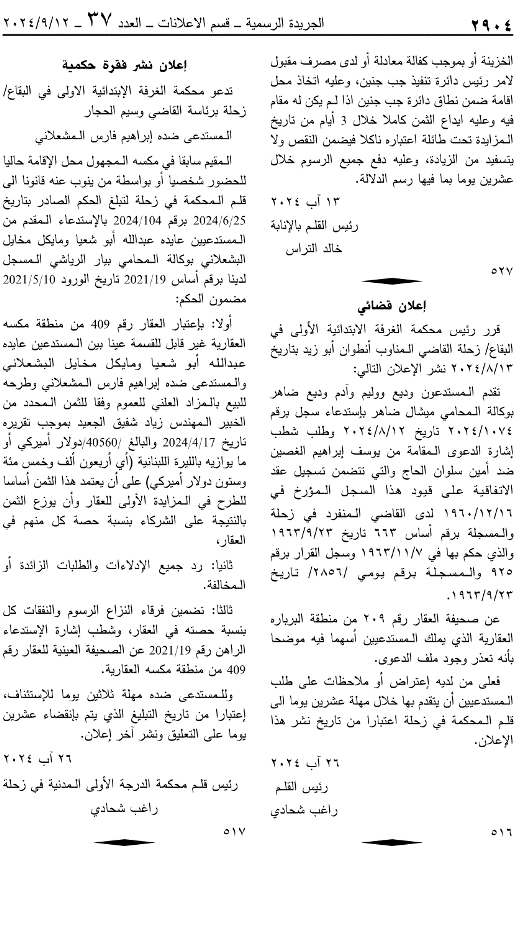 ٢٩٠٤
الجريدة الرسمية ــ قسم الاعلانات ــ العدد ٣٧ ــ ٢٠٢٤/٩/١٢
الخزينة أو بموجب كفالة معادلة أو لدى مصرف مقبول
لامر رئيس دائرة تنفيذ جب جنين، وعليه اتخاذ محل
اقامة ضمن نطاق دائرة جب جنين اذا لم يكن له مقام
فيه وعليه ايداع الثمن كاملا خلال 3 أيام من تاريخ
المزايدة تحت طائلة اعتباره ناكلا فيضمن النقص ولا
يتسفيد من الزيادة، وعليه دفع جميع الرسوم خلال
عشرين يوما بما فيها رسم الدلالة.
١٣ آب ٢٠٢٤
رئيس القلم بالإنابة
خالد التراس
٥٢٧
إعلان قضائي
قرر رئيس محكمة الغرفة الابتدائية الأولى في
البقاع/ زحلة القاضي المناوب أنطوان أبو زيد بتاريخ
٢٠٢٤/٨/١٣ نشر الإعلان التالي:
تقدم المستدعون وديع ووليم وآدم وديع ضاهر
بوكالة المحامي ميشال ضاهر بإستدعاء سجل برقم
٢٠٢٤/١٠٧٤ تاريخ ٢٠٢٤/٨/١٢ وطلب شطب
إشارة الدعوى المقامة من يوسف إبراهيم الغصين
ضد أمين سلوان الحاج والتي تتضمن تسجيل عقد
الاتفاقية على قيود هذا السجل المؤرخ في
١٩٦٠/١٢/١٦ لدى القاضي المنفرد في زحلة
والمسجلة برقم أساس ٦٦٣ تاريخ ١٩٦٣/٩/٢٣
والذي حكم بها في ١٩٦٣/١١/٧ وسجل القرار برقم
٩٢٥ والمسجلة برقم يومي /٢٨٥٦/ تاريخ
١٩٦٣/٩/٢٣.
عن صحيفة العقار رقم ٢٠٩ من منطقة البرباره
العقارية الذي يملك المستدعيين أسهما فيه موضحا
بأنه تعذر وجود ملف الدعوى.
فعلى من لديه إعتراض أو ملاحظات على طلب
المستدعيين أن يتقدم بها خلال مهلة عشرين يوما الى
قلم المحكمة في زحلة اعتبارا من تاريخ نشر هذا
الإعلان.
٢٦ آب ٢٠٢٤
رئيس القلم
راغب شحادي
٥١٦
إعلان نشر فقرة حكمية
تدعو محكمة الغرفة الإبتدائية الاولى في البقاع/
زحلة برئاسة القاضي وسيم الحجار
المستدعى ضده إبراهيم فارس المشعلاني
المقيم سابقا في مكسه المجهول محل الإقامة حاليا
للحضور شخصيا أو بواسطة من ينوب عنه قانونا الى
قلم المحكمة في زحلة لتبلغ الحكم الصادر بتاريخ
2024/6/25 برقم 2024/104 بالإستدعاء المقدم من
المستدعيين عايده عبدالله أبو شعيا ومايكل مخايل
البشعلاني بوكالة المحامي بيار الرياشي المسجل
لدينا برقم أساس 2021/19 تاريخ الورود 2021/5/10
مضمون الحكم:
أولا: بإعتبار العقار رقم 409 من منطقة مكسه
العقارية غير قابل للقسمة عينا بين المستدعين عايده
عبدالله أبو شعيا ومايكل مخايل البشعلاني
والمستدعى ضده إبراهيم فارس المشعلاني وطرحه
للبيع بالمزاد العلني للعموم وفقا للثمن المحدد من
الخبير المهندس زياد شفيق الجعيد بموجب تقريره
تاريخ 2024/4/17 والبالغ /40560/دولار أميركي أو
ما يوازيه بالليرة اللبنانية (أي أربعون ألف وخمس مئة
وستون دولار أميركي) على أن يعتمد هذا الثمن أساسا
للطرح في المزايدة الأولى للعقار وأن يوزع الثمن
بالنتيجة على الشركاء بنسبة حصة كل منهم في
العقار،
ثانيا: رد جميع الإدلاءات والطلبات الزائدة أو
المخالفة.
ثالثا: تضمين فرقاء النزاع الرسوم والنفقات كل
بنسبة حصته في العقار، وشطب إشارة الإستدعاء
الراهن رقم 2021/19 عن الصحيفة العينية للعقار رقم
409 من منطقة مكسه العقارية.
وللمستدعى ضده مهلة ثلاثين يوما للإستئناف،
إعتبارا من تاريخ التبليغ الذي يتم بإنقضاء عشرين
يوما على التعليق ونشر آخر إعلان.
٢٦ آب ٢٠٢٤
رئيس قلم محكمة الدرجة الأولى المدنية في زحلة
راغب شحادي
٥١٧